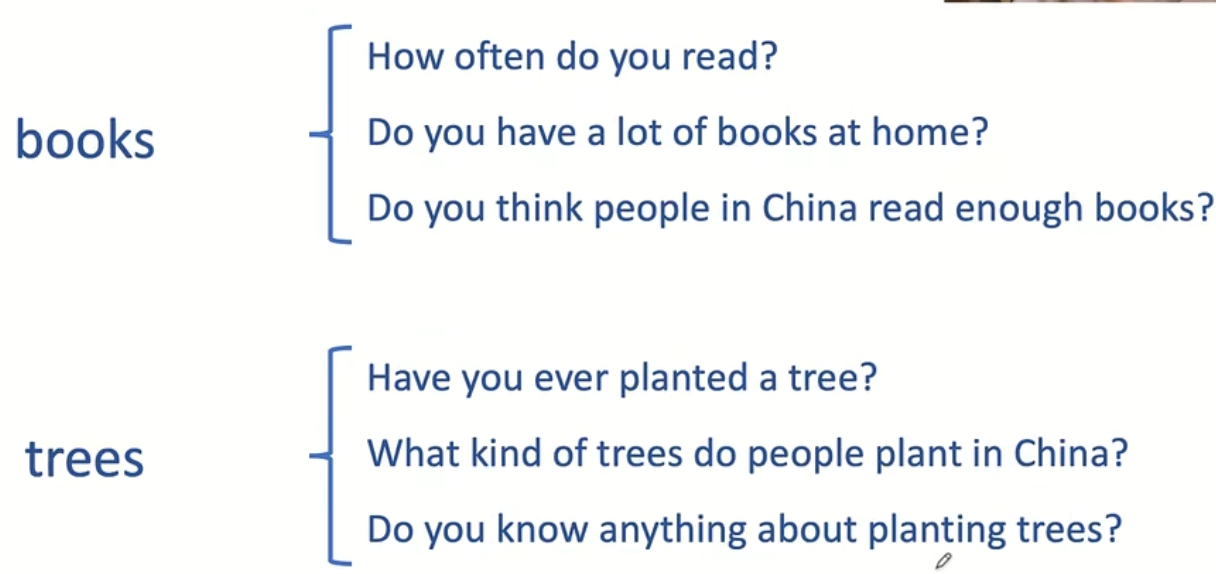 books
How often do you read?
Do you have a lot of books at home?
Do you think people in China read enough books?
trees
Have you ever planted a tree?
What kind of trees do people plant in China?
Do you know anything about planting trees?